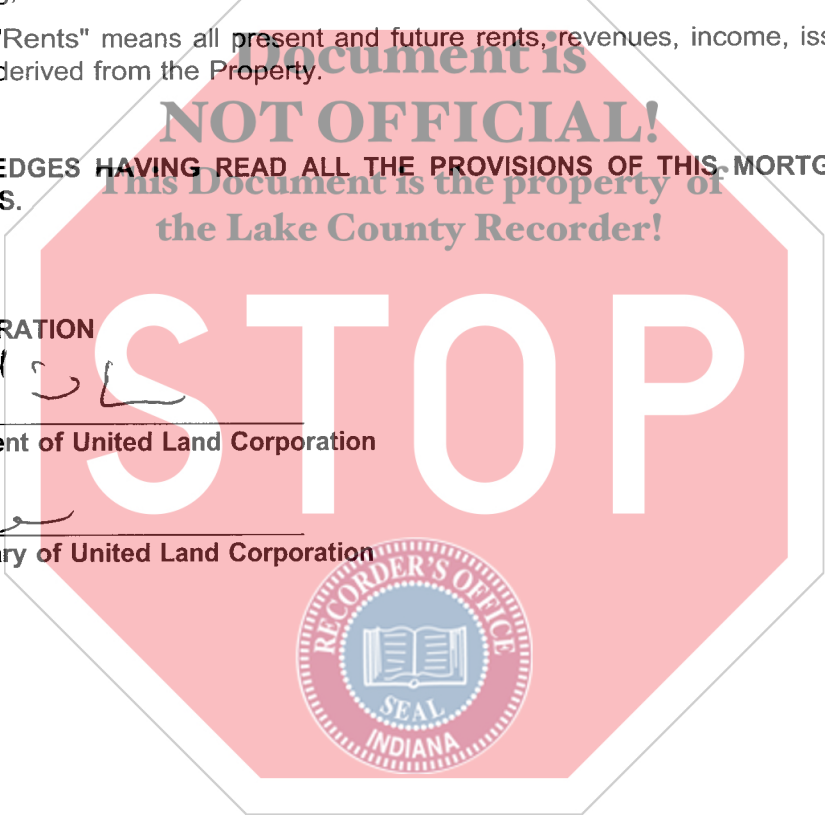 "Rents" means all present and future rents, revenues, income, iss
derived from the Property.
Document is
NOT OFFICIAL!
EDGES HAVING READ ALL THE PROVISIONS OF THIS MORTG
S.
This Document is the property of
the Lake County Recorder!
RATION
STOP
ent of United Land Corporation
ary of United Land Corporation
RECORDER'S OFFICE
SEAL
INDIANA